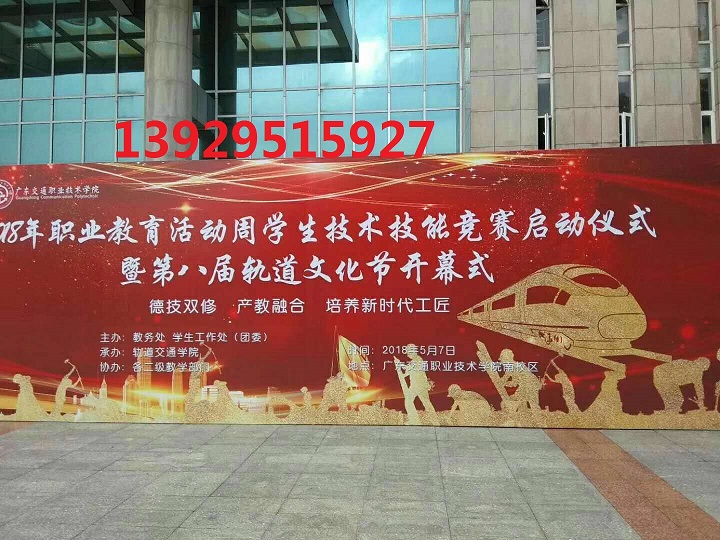 13929515927
广东交通职业技术学院
Guangdong Communication Polytechnic
18年职业教育活动周学生技术技能竞赛启动仪式
暨第八届轨道文化节开幕式
德技双修 产教融合 培养新时代工匠
主办：教务处 学生工作处（团委）
承办：轨道交通学院
协办：各二级教学部门
时间：2018年5月7日
地点：广东交通职业技术学院南校区